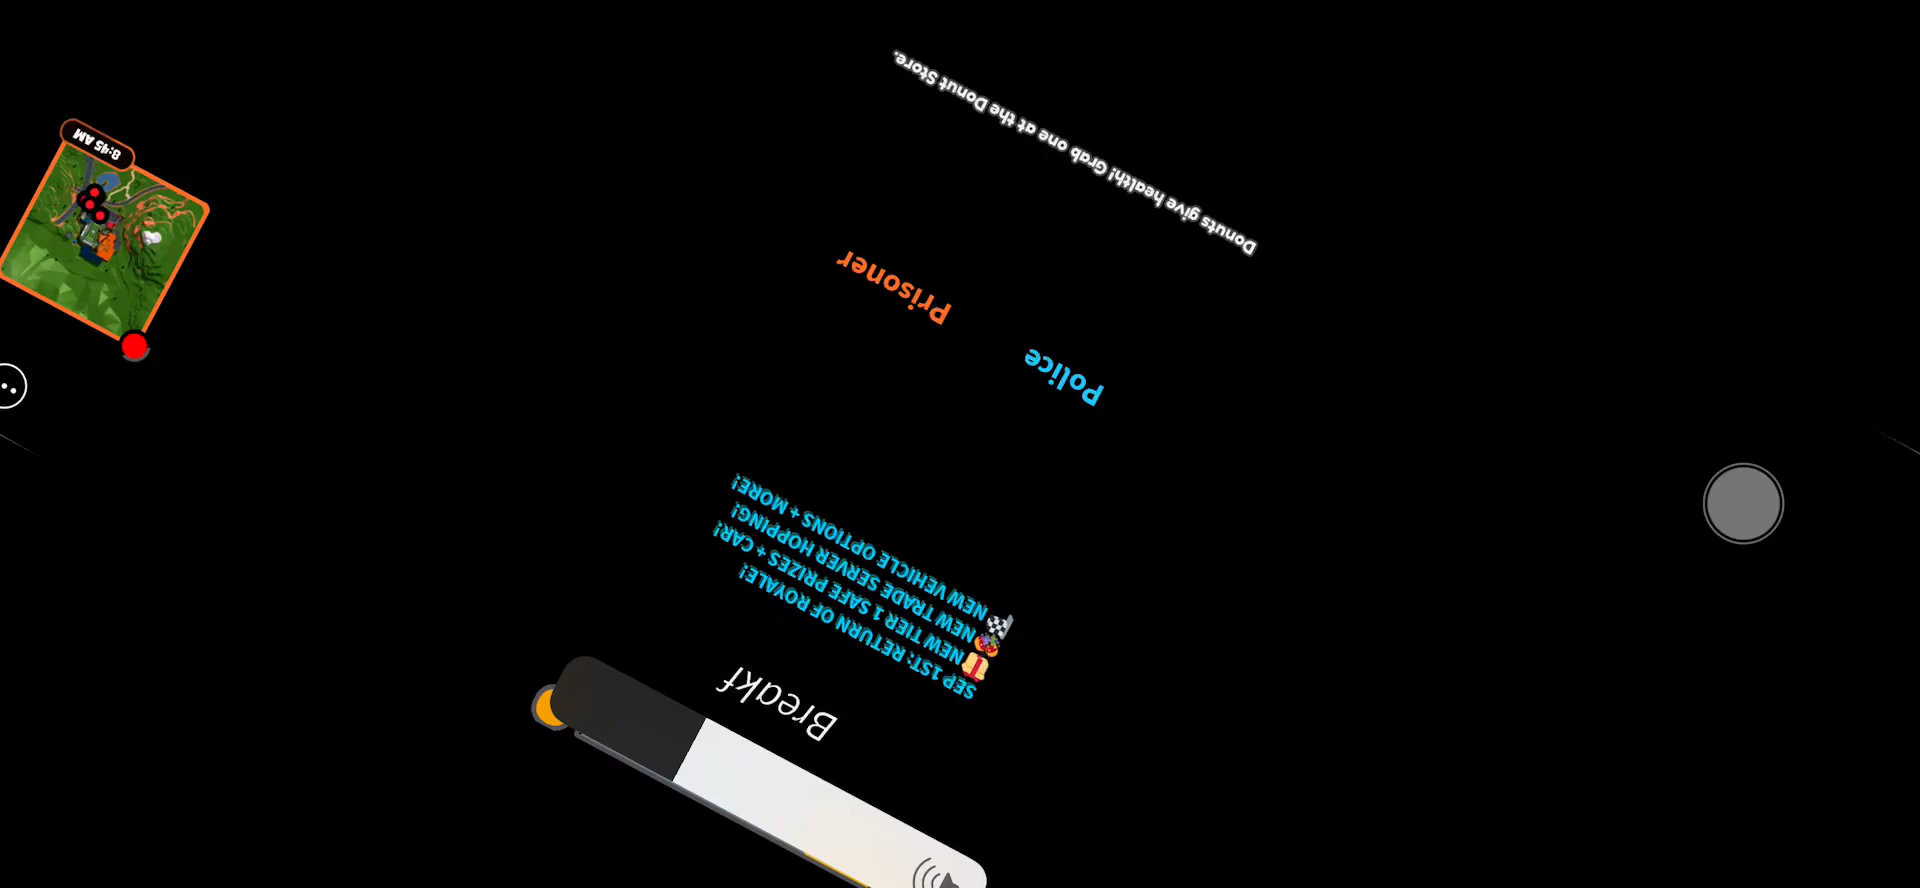 8:45 AM
Breakf
SEP 1ST: RETURN OF ROYALE!
NEW TIER 1 SAFE PRIZES + CAR!
NEW TRADE SERVER HOPPING!
NEW VEHICLE OPTIONS + MORE!
Police
Prisoner
Donuts give health! Grab one at the Donut Store.